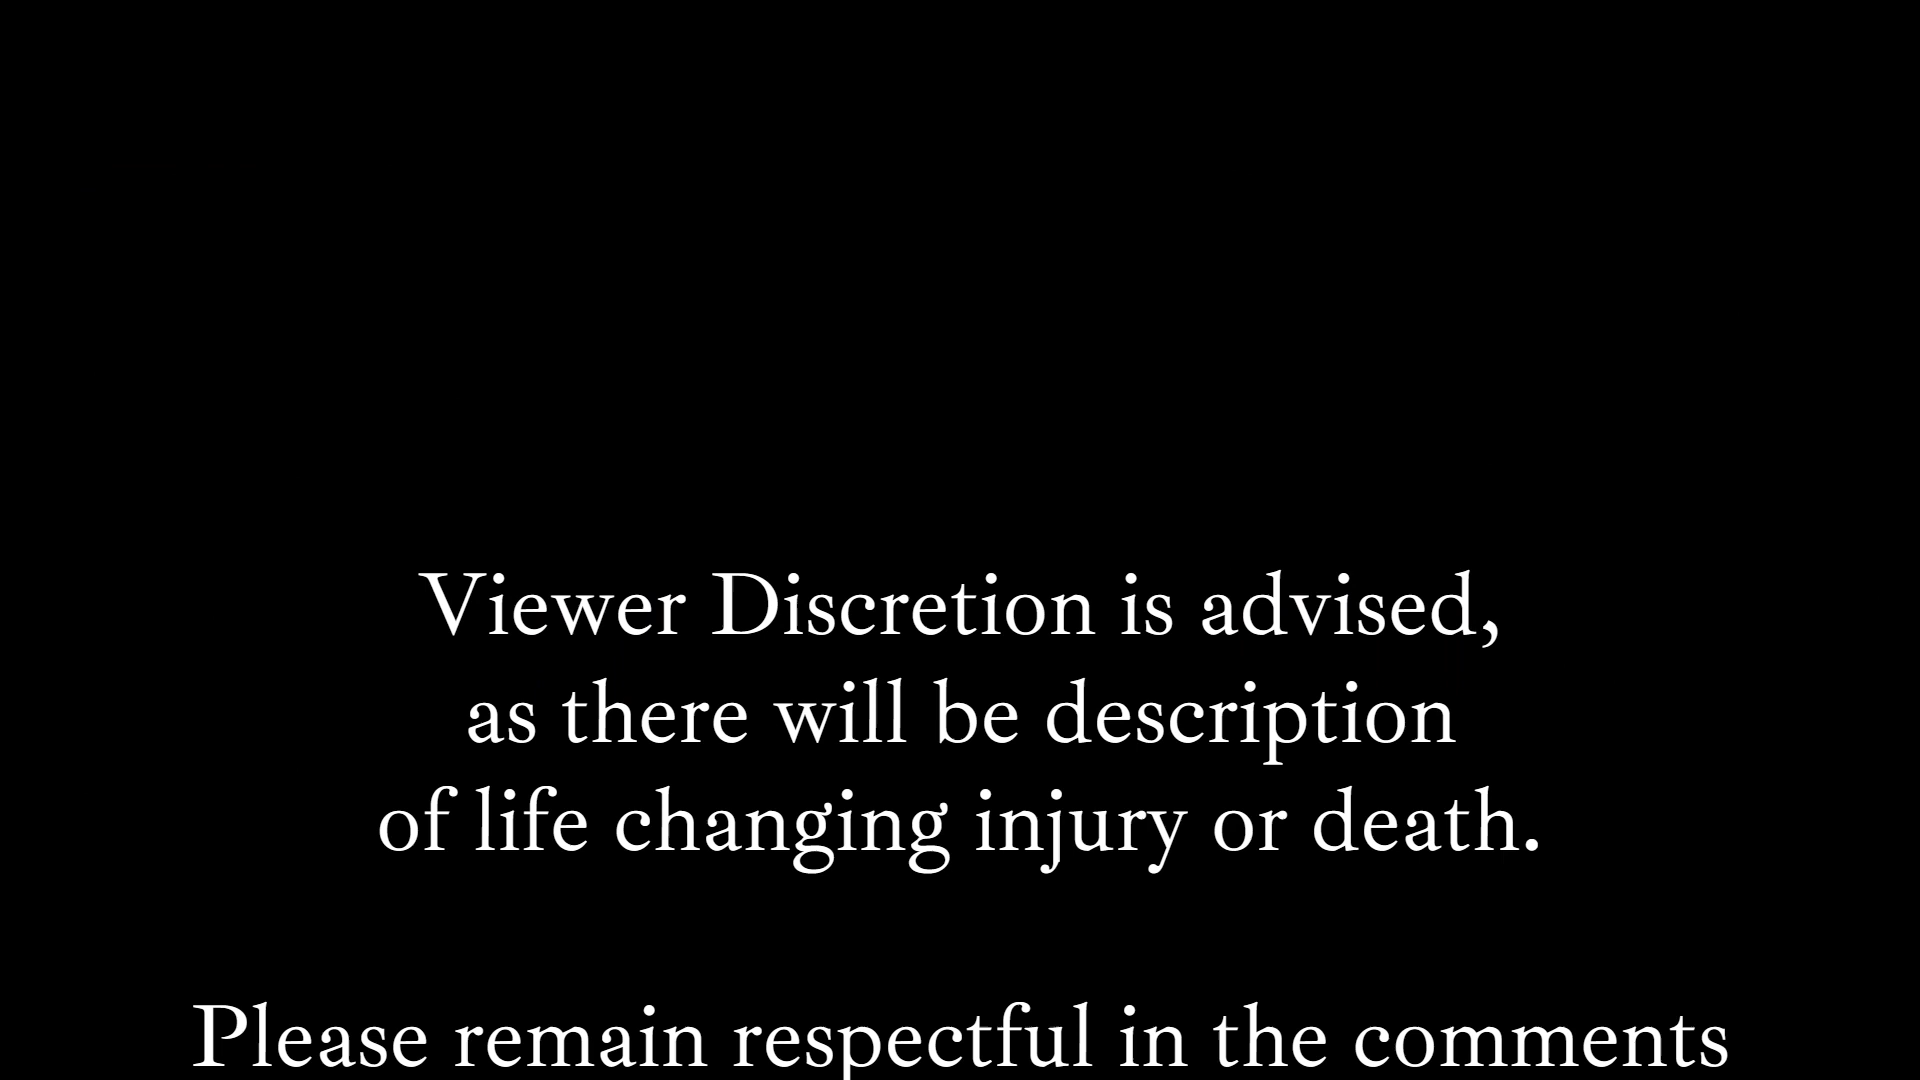 Viewer Discretion is advised,
as there will be description
of life changing injury or death.
Please remain respectful in the comments